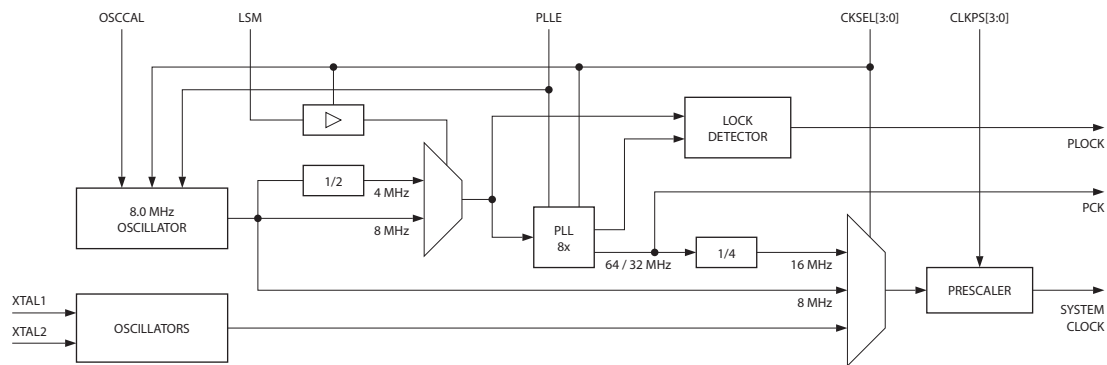 OSCCAL
LSM
PLLE
CKSEL[3:0]
CLKPS[3:0]
LOCK
DETECTOR
PLOCK
1/2
4 MHz
8.0 MHz
OSCILLATOR
8 MHz
PLL
8x
PCK
64 / 32 MHz
1/4
16 MHz
8 MHz
PRESCALER
SYSTEM
CLOCK
XTAL1
XTAL2
OSCILLATORS